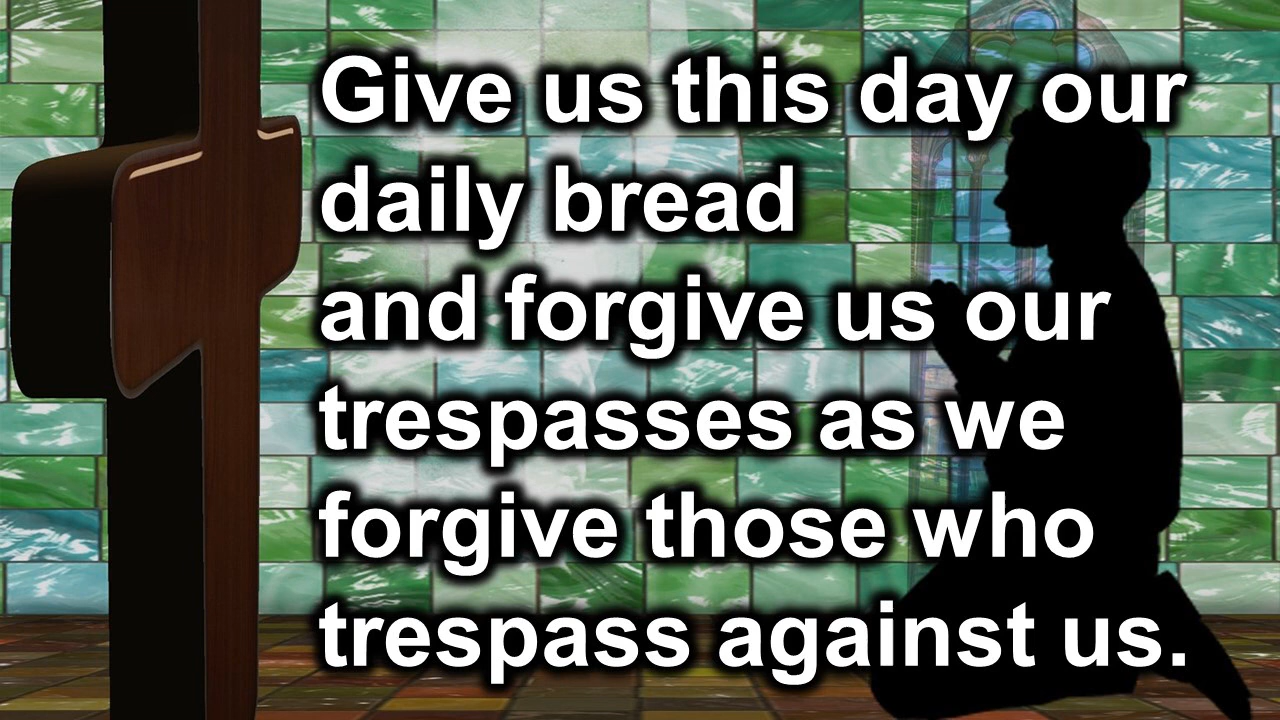 Give us this day our
daily bread
and forgive us our
trespasses as we
forgive those who
trespass against us.